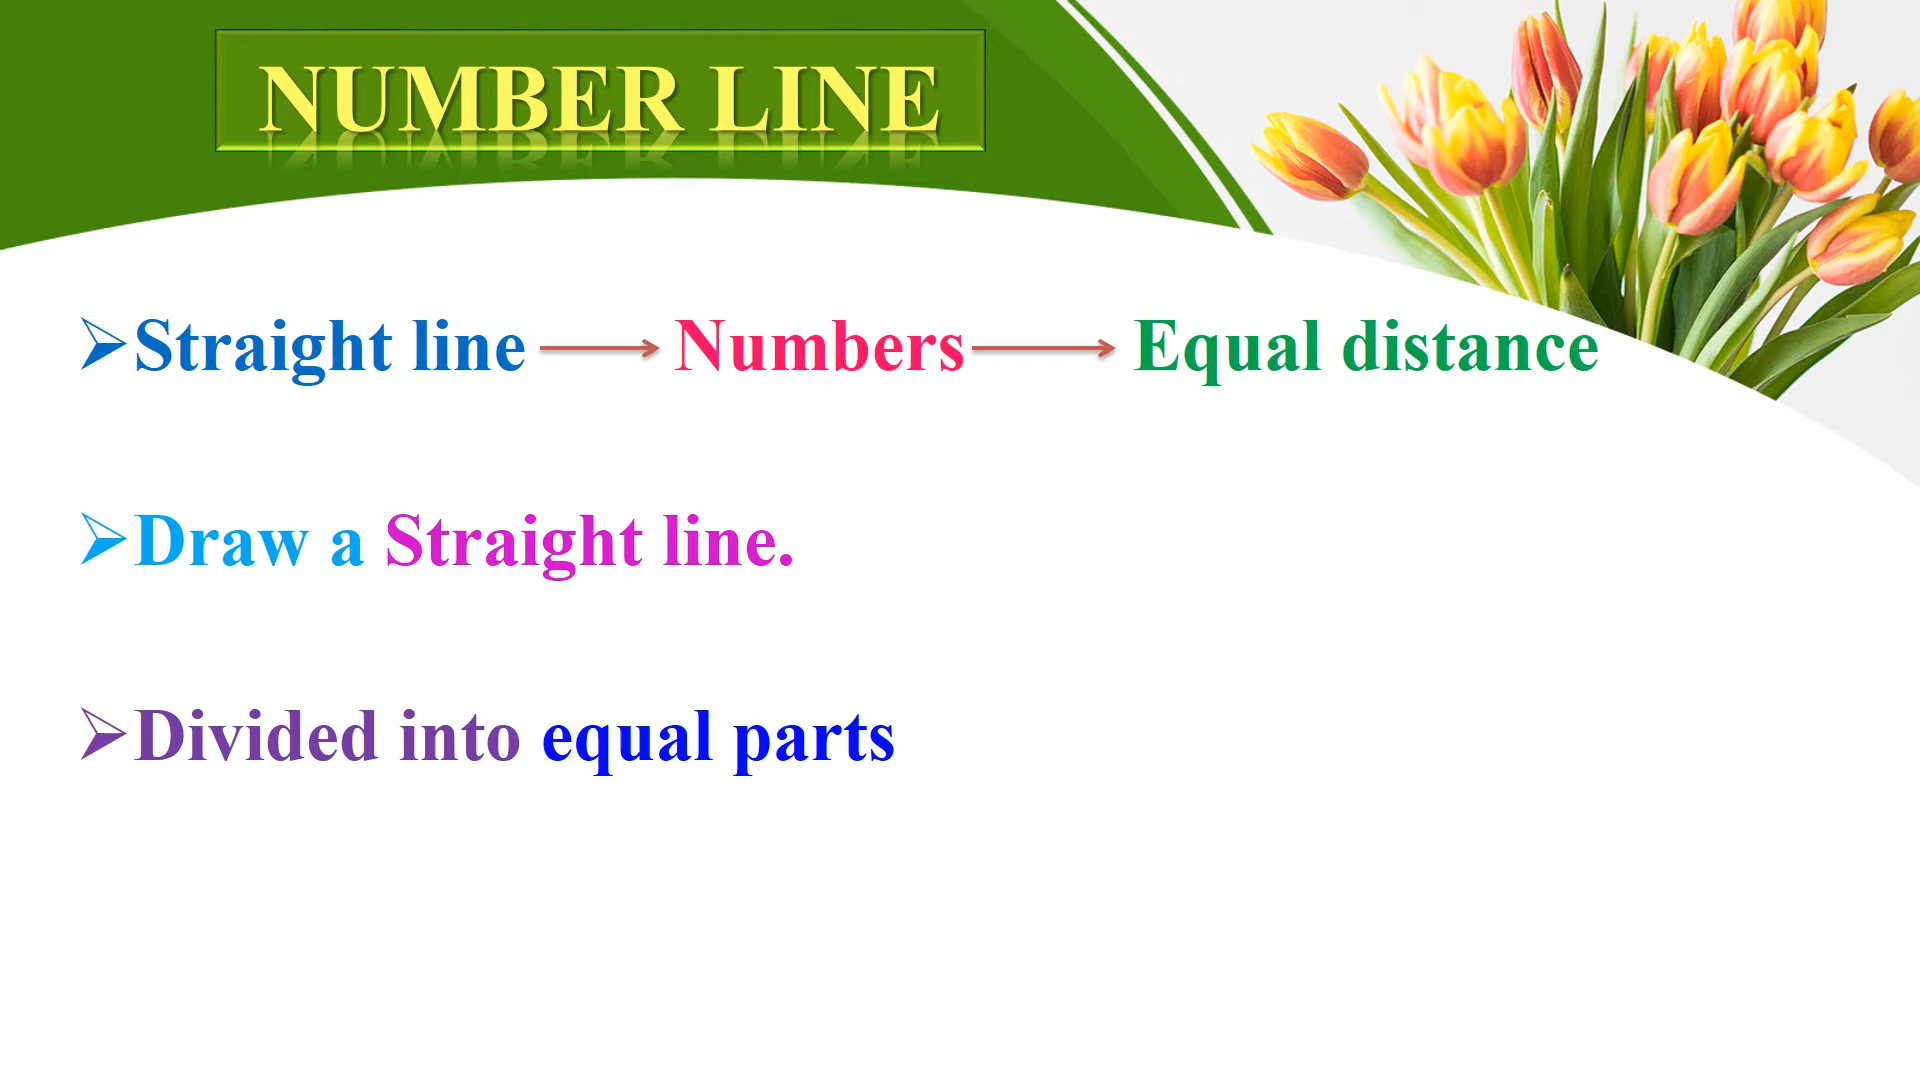 NUMBER LINE
➢Straight line → Numbers → Equal distance
➢Draw a Straight line.
➢Divided into equal parts